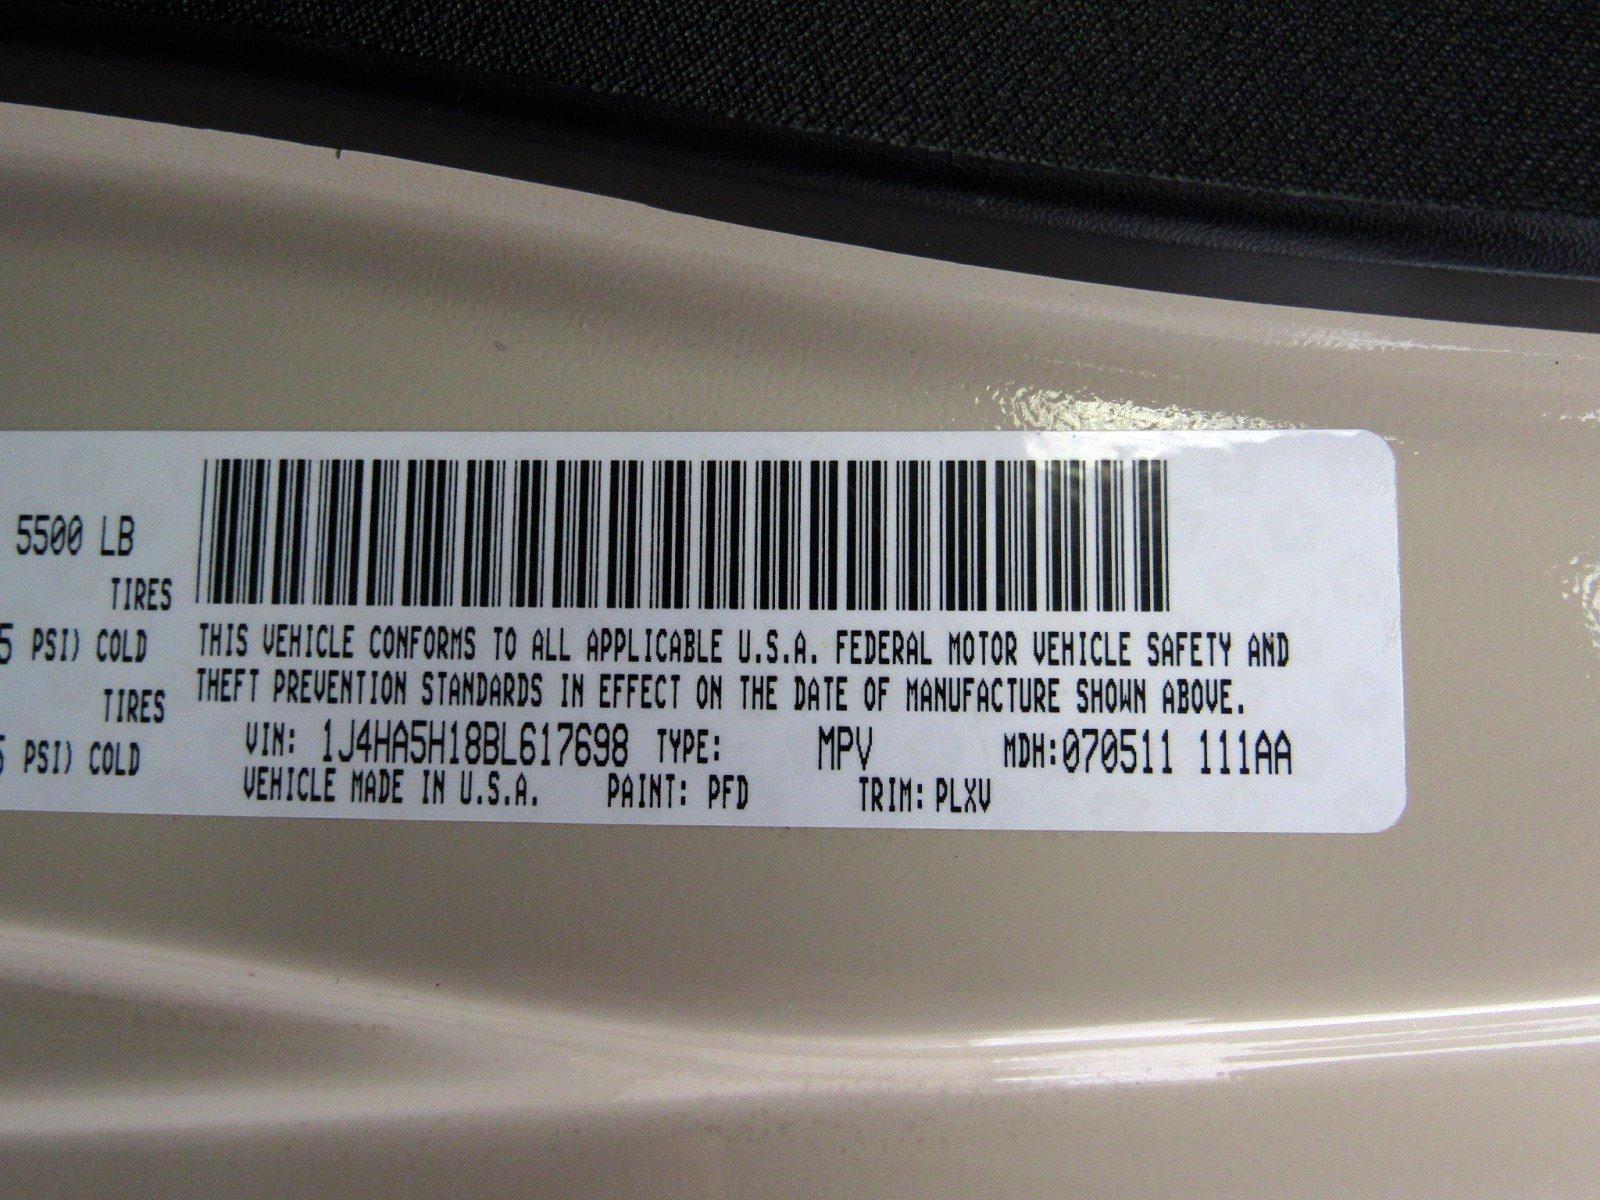 5500 LB
TIRES
5 PSI) COLD
TIRES
5 PSI) COLD
THIS VEHICLE CONFORMS TO ALL APPLICABLE U.S.A. FEDERAL MOTOR VEHICLE SAFETY AND
THEFT PREVENTION STANDARDS IN EFFECT ON THE DATE OF MANUFACTURE SHOWN ABOVE.
VIN: 1J4HA5H18BL617698 TYPE: MPV MDH:070511 111AA
VEHICLE MADE IN U.S.A. PAINT: PFD TRIM: PLXV